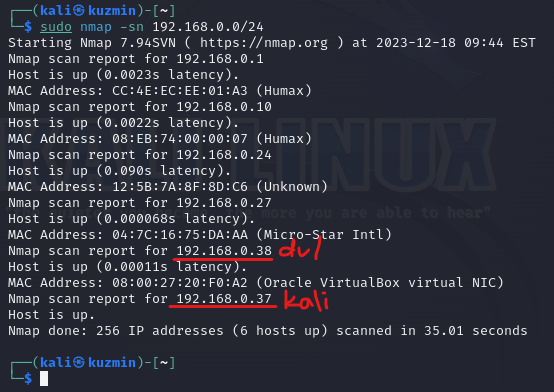 ┌──(kali㉿kuzmin)-[~]
└─$ sudo nmap -sn 192.168.0.0/24
Starting Nmap 7.94SVN ( https://nmap.org ) at 2023-12-18 09:44 EST
Nmap scan report for 192.168.0.1
Host is up (0.0023s latency).
MAC Address: CC:4E:EC:EE:01:A3 (Humax)
Nmap scan report for 192.168.0.10
Host is up (0.0022s latency).
MAC Address: 08:EB:74:00:00:07 (Humax)
Nmap scan report for 192.168.0.24
Host is up (0.090s latency).
MAC Address: 12:5B:7A:8F:8D:C6 (Unknown)
Nmap scan report for 192.168.0.27
Host is up (0.000068s latency).
MAC Address: 04:7C:16:75:DA:AA (Micro-Star Intl)
Nmap scan report for 192.168.0.38 dvl
Host is up (0.00011s latency).
MAC Address: 08:00:27:20:F0:A2 (Oracle VirtualBox virtual NIC)
Nmap scan report for 192.168.0.37 kali
Host is up.
Nmap done: 256 IP addresses (6 hosts up) scanned in 35.01 seconds
┌──(kali㉿kuzmin)-[~]
└─$